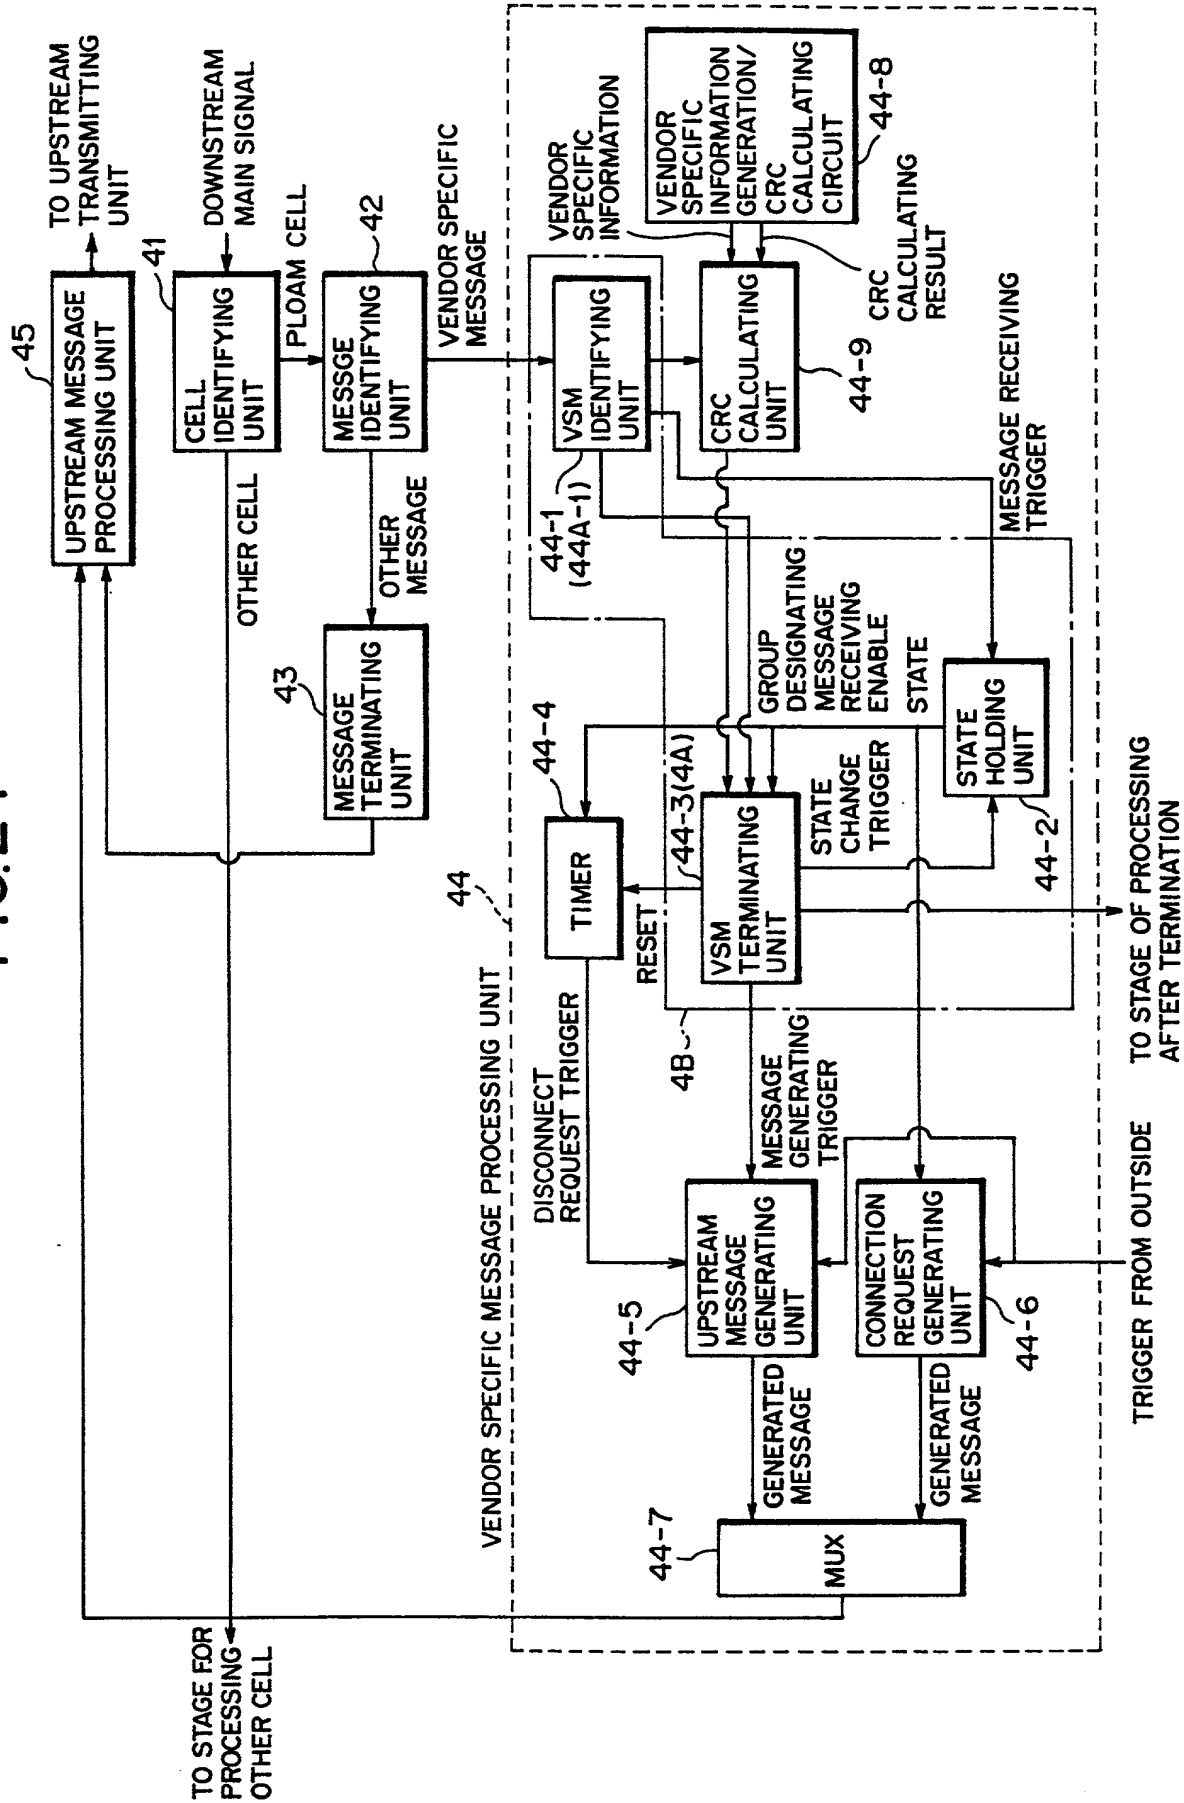 TO UPSTREAM
TRANSMITTING
UNIT
45
UPSTREAM MESSAGE
PROCESSING UNIT
DOWNSTREAM
MAIN SIGNAL
41
CELL
IDENTIFYING
UNIT
OTHER CELL
TO STAGE FOR
PROCESSING
OTHER CELL
PLOAM CELL
42
MESSGE
IDENTIFYING
UNIT
OTHER
MESSAGE
43
MESSAGE
TERMINATING
UNIT
VENDOR SPECIFIC
MESSAGE
44
VENDOR SPECIFIC MESSAGE PROCESSING UNIT
VSM
IDENTIFYING
UNIT
44-1
(44A-1)
VENDOR
SPECIFIC
INFORMATION
VENDOR
SPECIFIC
INFORMATION
GENERATION/
CRC
CALCULATING
CIRCUIT
44-8
CRC
CALCULATING
RESULT
CRC
CALCULATING
UNIT
44-9
MESSAGE RECEIVING
TRIGGER
GROUP
DESIGNATING
MESSAGE
RECEIVING
ENABLE
STATE
STATE
HOLDING
UNIT
44-2
STATE
CHANGE
TRIGGER
44-4
TIMER
RESET
44-3(4A)
VSM
TERMINATING
UNIT
4B
TO STAGE OF PROCESSING
AFTER TERMINATION
DISCONNECT
REQUEST TRIGGER
MESSAGE
GENERATING
TRIGGER
UPSTREAM
MESSAGE
GENERATING
UNIT
44-5
CONNECTION
REQUEST
GENERATING
UNIT
44-6
TRIGGER FROM OUTSIDE
GENERATED
MESSAGE
GENERATED
MESSAGE
44-7
MUX